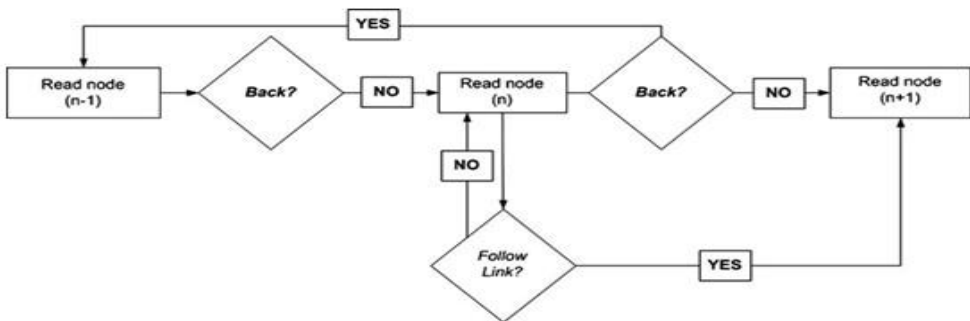 YES
Read node
(n-1)
Back?
NO
Read node
(n)
Back?
NO
Read node
(n+1)
NO
Follow
Link?
YES